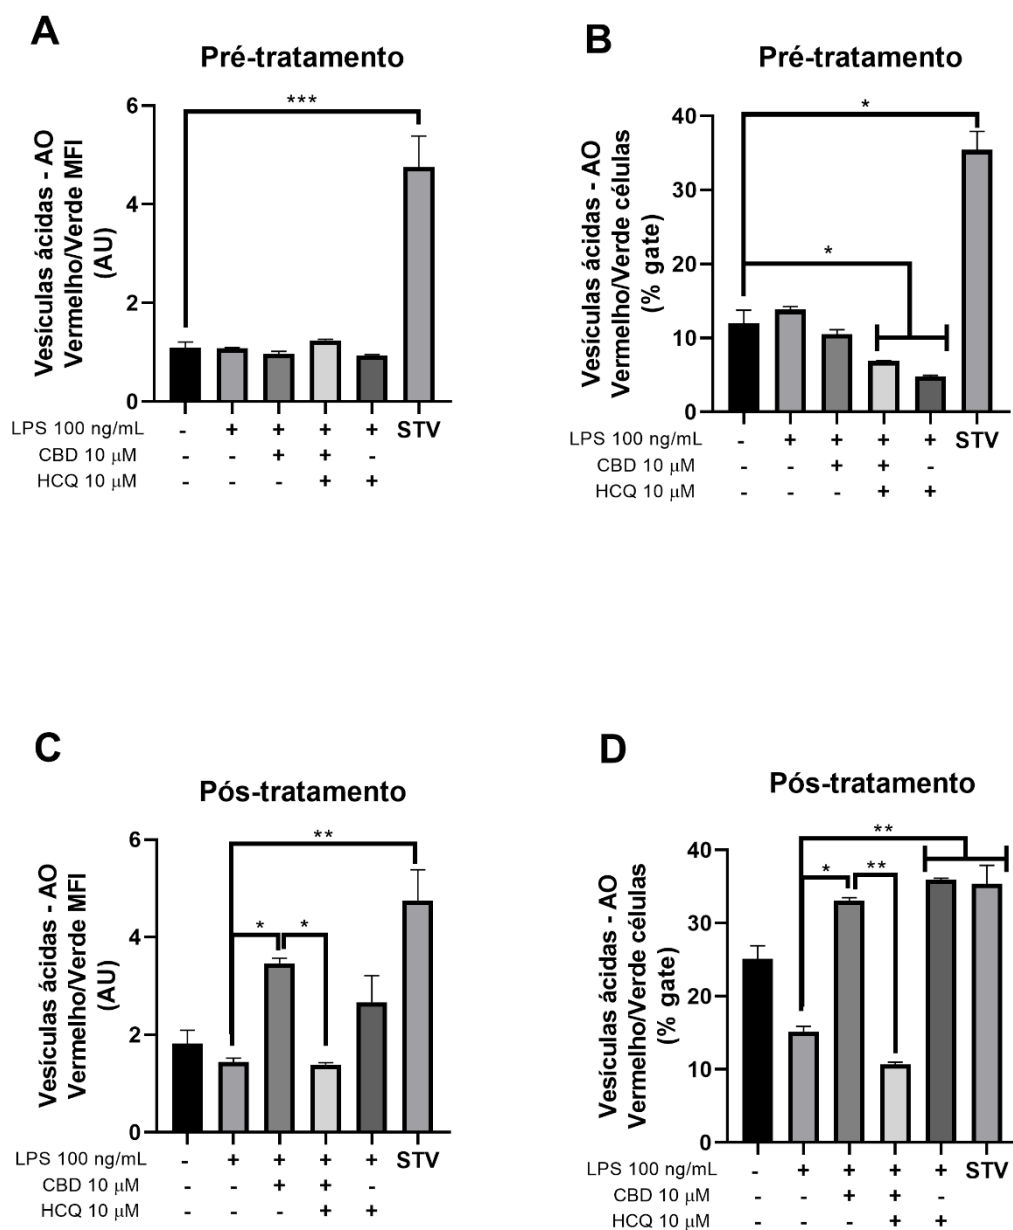 A
Pré-tratamento
Vesículas ácidas - AO
Vermelho/Verde MFI
(AU)
***
6
4
2
0
LPS 100 ng/mL - + + + + STV
CBD 10 μM - - + + -
HCQ 10 μM - - - + +
B
Pré-tratamento
Vesículas ácidas - AO
Vermelho/Verde células
(% gate)
*
*
40
30
20
10
0
LPS 100 ng/mL - + + + + STV
CBD 10 μM - - + + -
HCQ 10 μM - - - + +
C
Pós-tratamento
Vesículas ácidas - AO
Vermelho/Verde MFI
(AU)
**
* *
6
4
2
0
LPS 100 ng/mL - + + + + STV
CBD 10 μM - - + + -
HCQ 10 μM - - - + +
D
Pós-tratamento
Vesículas ácidas - AO
Vermelho/Verde células
(% gate)
**
* **
40
30
20
10
0
LPS 100 ng/mL - + + + + STV
CBD 10 μM - - + + -
HCQ 10 μM - - - + +